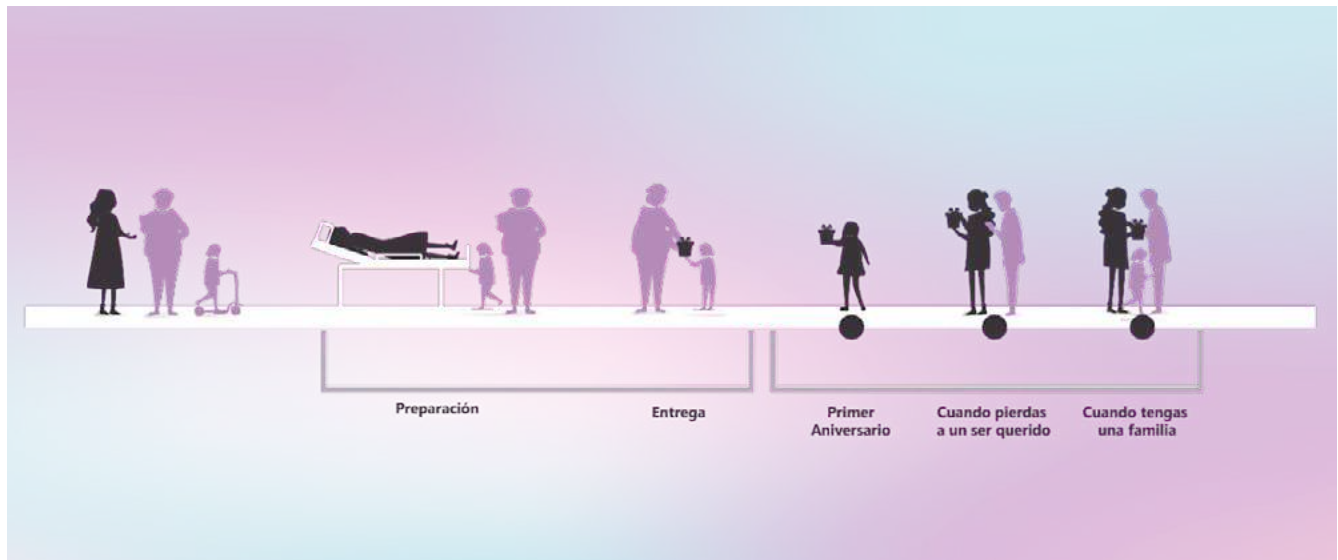 Preparación
Entrega
Primer
Aniversario
Cuando pierdas
a un ser querido
Cuando tengas
una familia